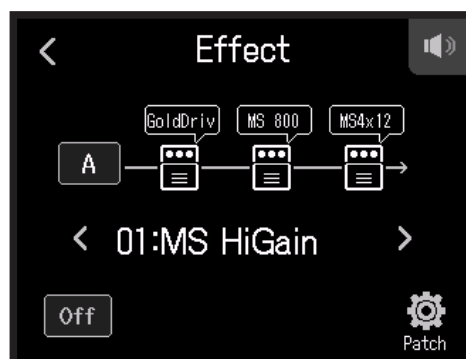 Effect
GoldDriv MS 800 MS4x12
A
01:MS HiGain
Off
Patch